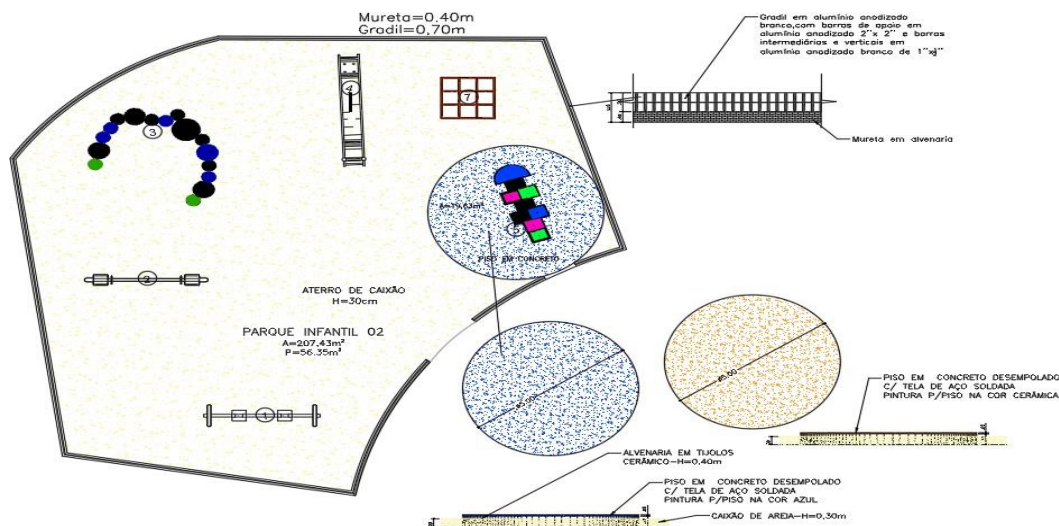 Mureta=0.40m
Gradil=0.70m
Gradil em alumínio anodizado
branco,com barras de apoio em
alumínio anodizado 2"x 2" e barras
intermediárias e verticais em
alumínio anodizado branco de 1"x½"
Mureta em alvenaria
4
7
3
2
PISO EM CONCRETO
ATERRO DE CAIXÃO
H=30cm
PARQUE INFANTIL 02
A=207.43m²
P=56.35m²
1
PISO EM CONCRETO DESEMPOLADO
C/ TELA DE AÇO SOLDADA
PINTURA P/PISO NA COR CERÂMICA
ALVENARIA EM TIJOLOS
CERÂMICO-H=0,40m
PISO EM CONCRETO DESEMPOLADO
C/ TELA DE AÇO SOLDADA
PINTURA P/PISO NA COR AZUL
CAIXÃO DE AREIA-H=0,30m